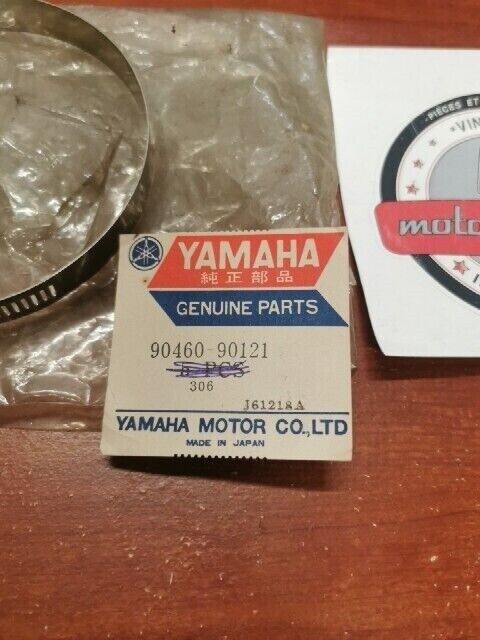 YAMAHA
純正部品
GENUINE PARTS
90460-90121
5 PCS
306
J61218A
YAMAHA MOTOR CO.,LTD
MADE IN JAPAN
PIÈCES ET
VIN
moto